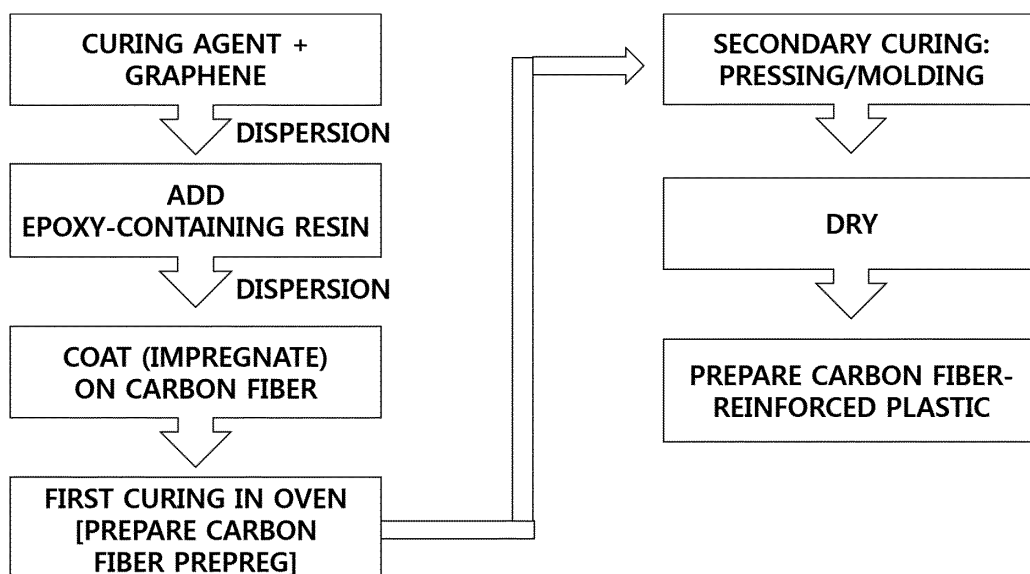 CURING AGENT +
GRAPHENE
DISPERSION
ADD
EPOXY-CONTAINING RESIN
DISPERSION
COAT (IMPREGNATE)
ON CARBON FIBER
FIRST CURING IN OVEN
[PREPARE CARBON
FIBER PREPREG]
SECONDARY CURING:
PRESSING/MOLDING
DRY
PREPARE CARBON FIBER-
REINFORCED PLASTIC